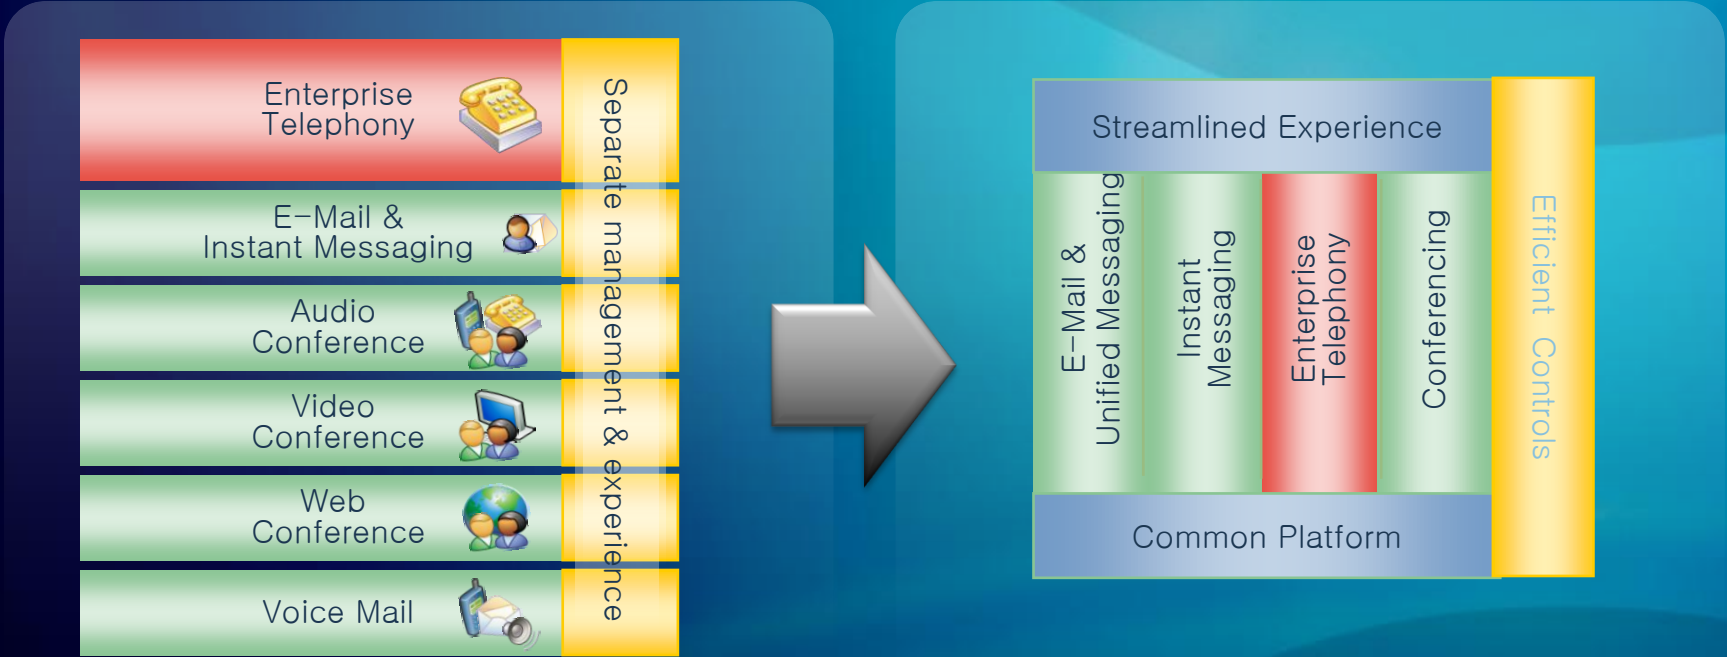 Enterprise
Telephony
E-Mail &
Instant Messaging
Audio
Conference
Video
Conference
Web
Conference
Voice Mail
Separate management & experience
Streamlined Experience
E-Mail &
Unified Messaging
Instant
Messaging
Enterprise
Telephony
Conferencing
Common Platform
Efficient Controls